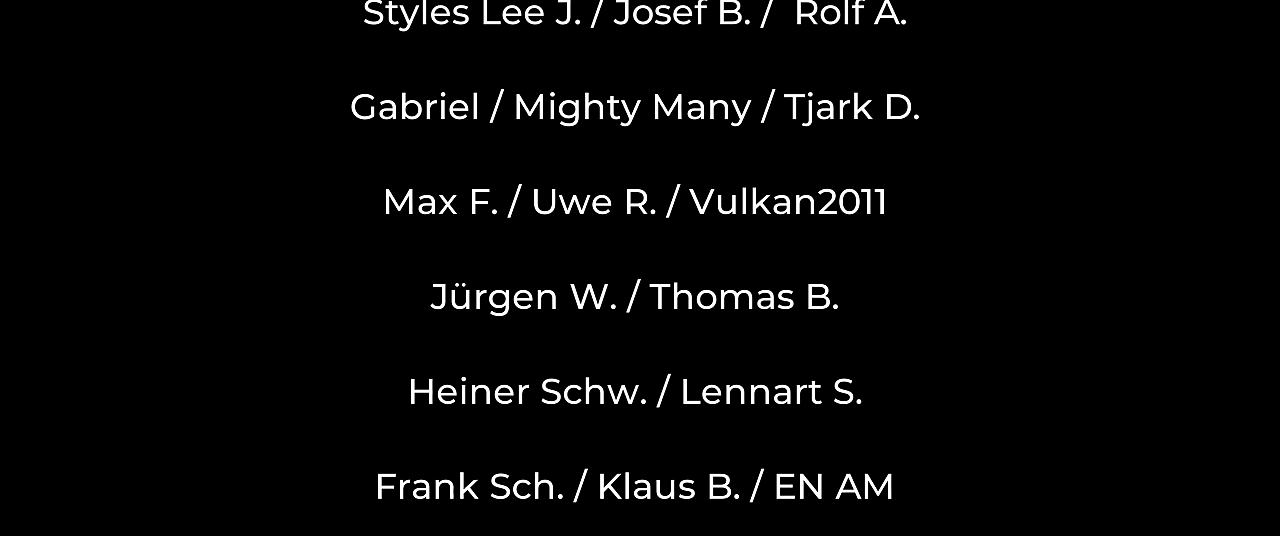 Styles Lee J. / Josef B. / Rolf A.
Gabriel / Mighty Many / Tjark D.
Max F. / Uwe R. / Vulkan2011
Jürgen W. / Thomas B.
Heiner Schw. / Lennart S.
Frank Sch. / Klaus B. / EN AM